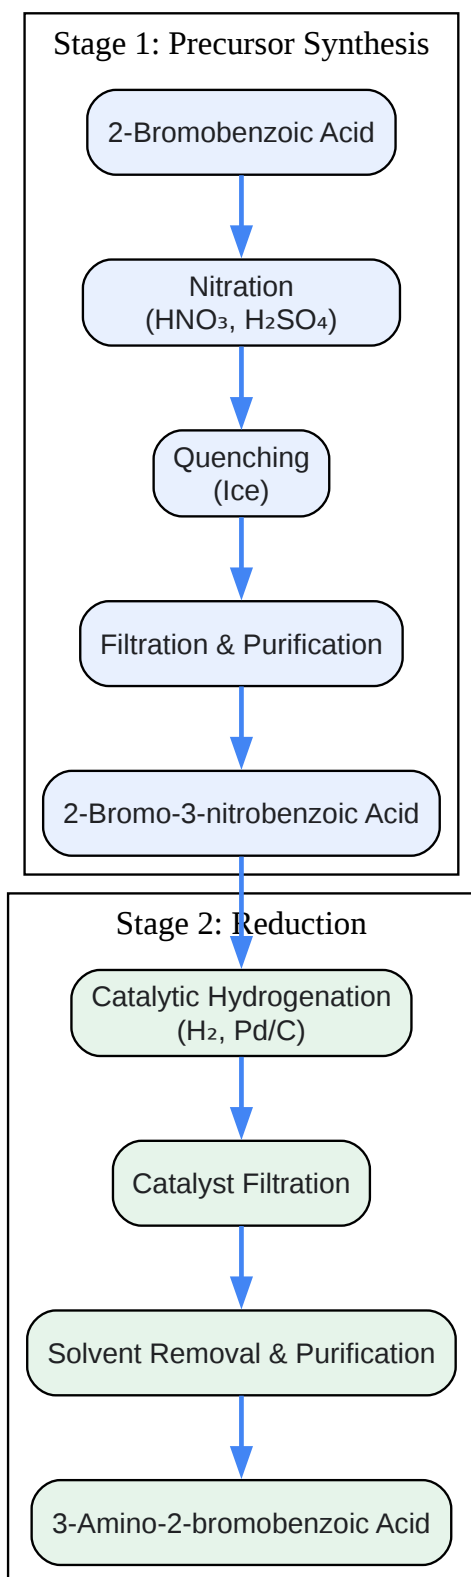 Stage 1: Precursor Synthesis
2-Bromobenzoic Acid
Nitration
(HNO₃, H₂SO₄)
Quenching
(Ice)
Filtration & Purification
2-Bromo-3-nitrobenzoic Acid
Stage 2: Reduction
Catalytic Hydrogenation
(H₂, Pd/C)
Catalyst Filtration
Solvent Removal & Purification
3-Amino-2-bromobenzoic Acid